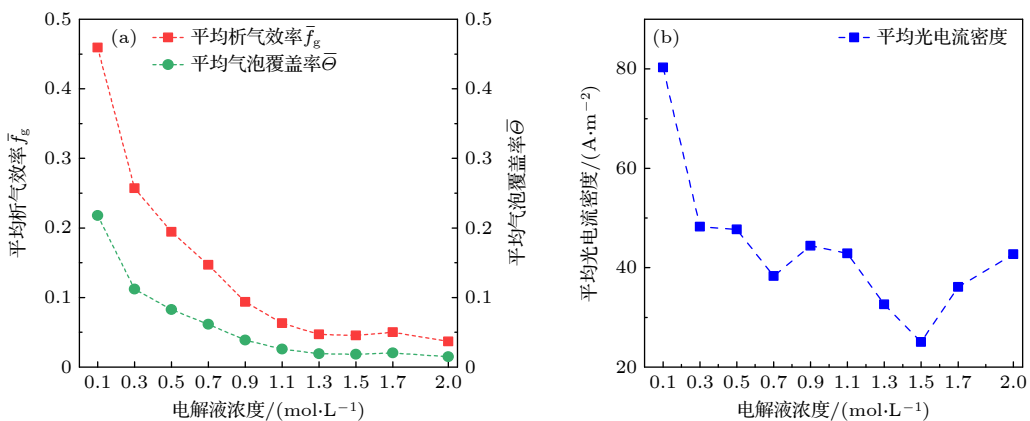 (a)
平均析气效率f̄g
平均气泡覆盖率Θ̄
平均析气效率f̄g
0.5
0.4
0.3
0.2
0.1
0
0.5
0.4
0.3
0.2
0.1
0
平均气泡覆盖率Θ̄
0.1 0.3 0.5 0.7 0.9 1.1 1.3 1.5 1.7 2.0
电解液浓度/(mol·L−1)
(b)
平均光电流密度
平均光电流密度/(A·m−2)
80
60
40
20
0.1 0.3 0.5 0.7 0.9 1.1 1.3 1.5 1.7 2.0
电解液浓度/(mol·L−1)